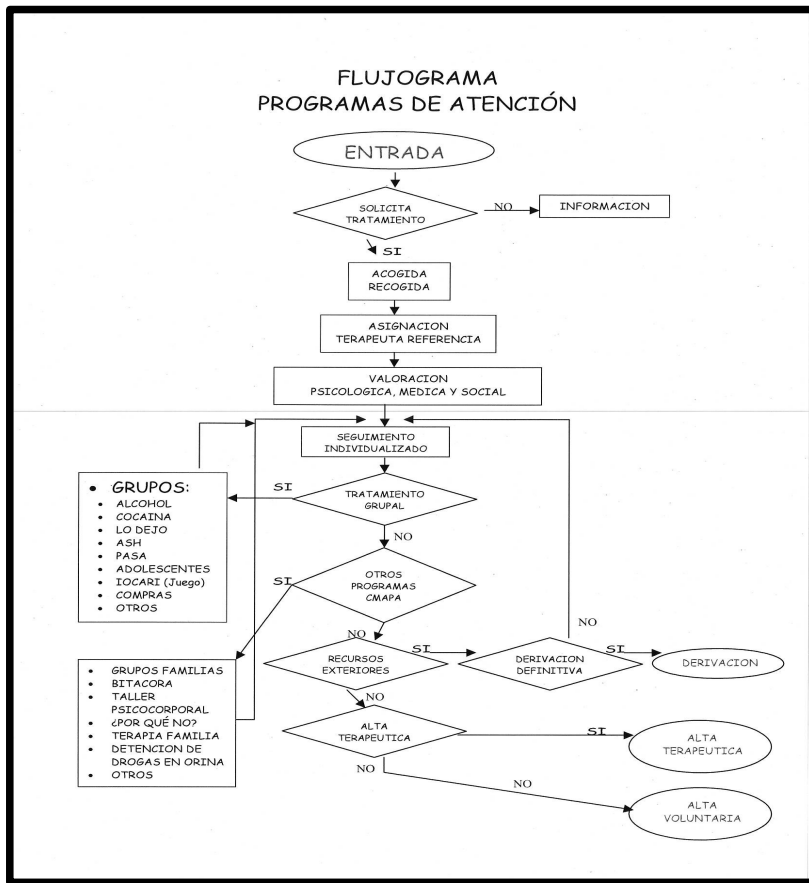 FLUJOGRAMA
PROGRAMAS DE ATENCIÓN
ENTRADA
SOLICITA
TRATAMIENTO
NO
INFORMACION
SI
ACOGIDA
RECOGIDA
ASIGNACION
TERAPEUTA REFERENCIA
VALORACION
PSICOLOGICA, MEDICA Y SOCIAL
SEGUIMIENTO
INDIVIDUALIZADO
TRATAMIENTO
GRUPAL
SI
• GRUPOS:
• ALCOHOL
• COCAINA
• LO DEJO
• ASH
• PASA
• ADOLESCENTES
• IOCARI (Juego)
• COMPRAS
• OTROS
NO
OTROS
PROGRAMAS
CMAPA
SI
• GRUPOS FAMILIAS
• BITACORA
• TALLER
PSICOCORPORAL
• ¿POR QUÉ NO?
• TERAPIA FAMILIA
• DETENCION DE
DROGAS EN ORINA
• OTROS
NO
RECURSOS
EXTERIORES
SI
DERIVACION
DEFINITIVA
NO
SI
DERIVACION
NO
ALTA
TERAPEUTICA
SI
ALTA
TERAPEUTICA
NO
NO
ALTA
VOLUNTARIA